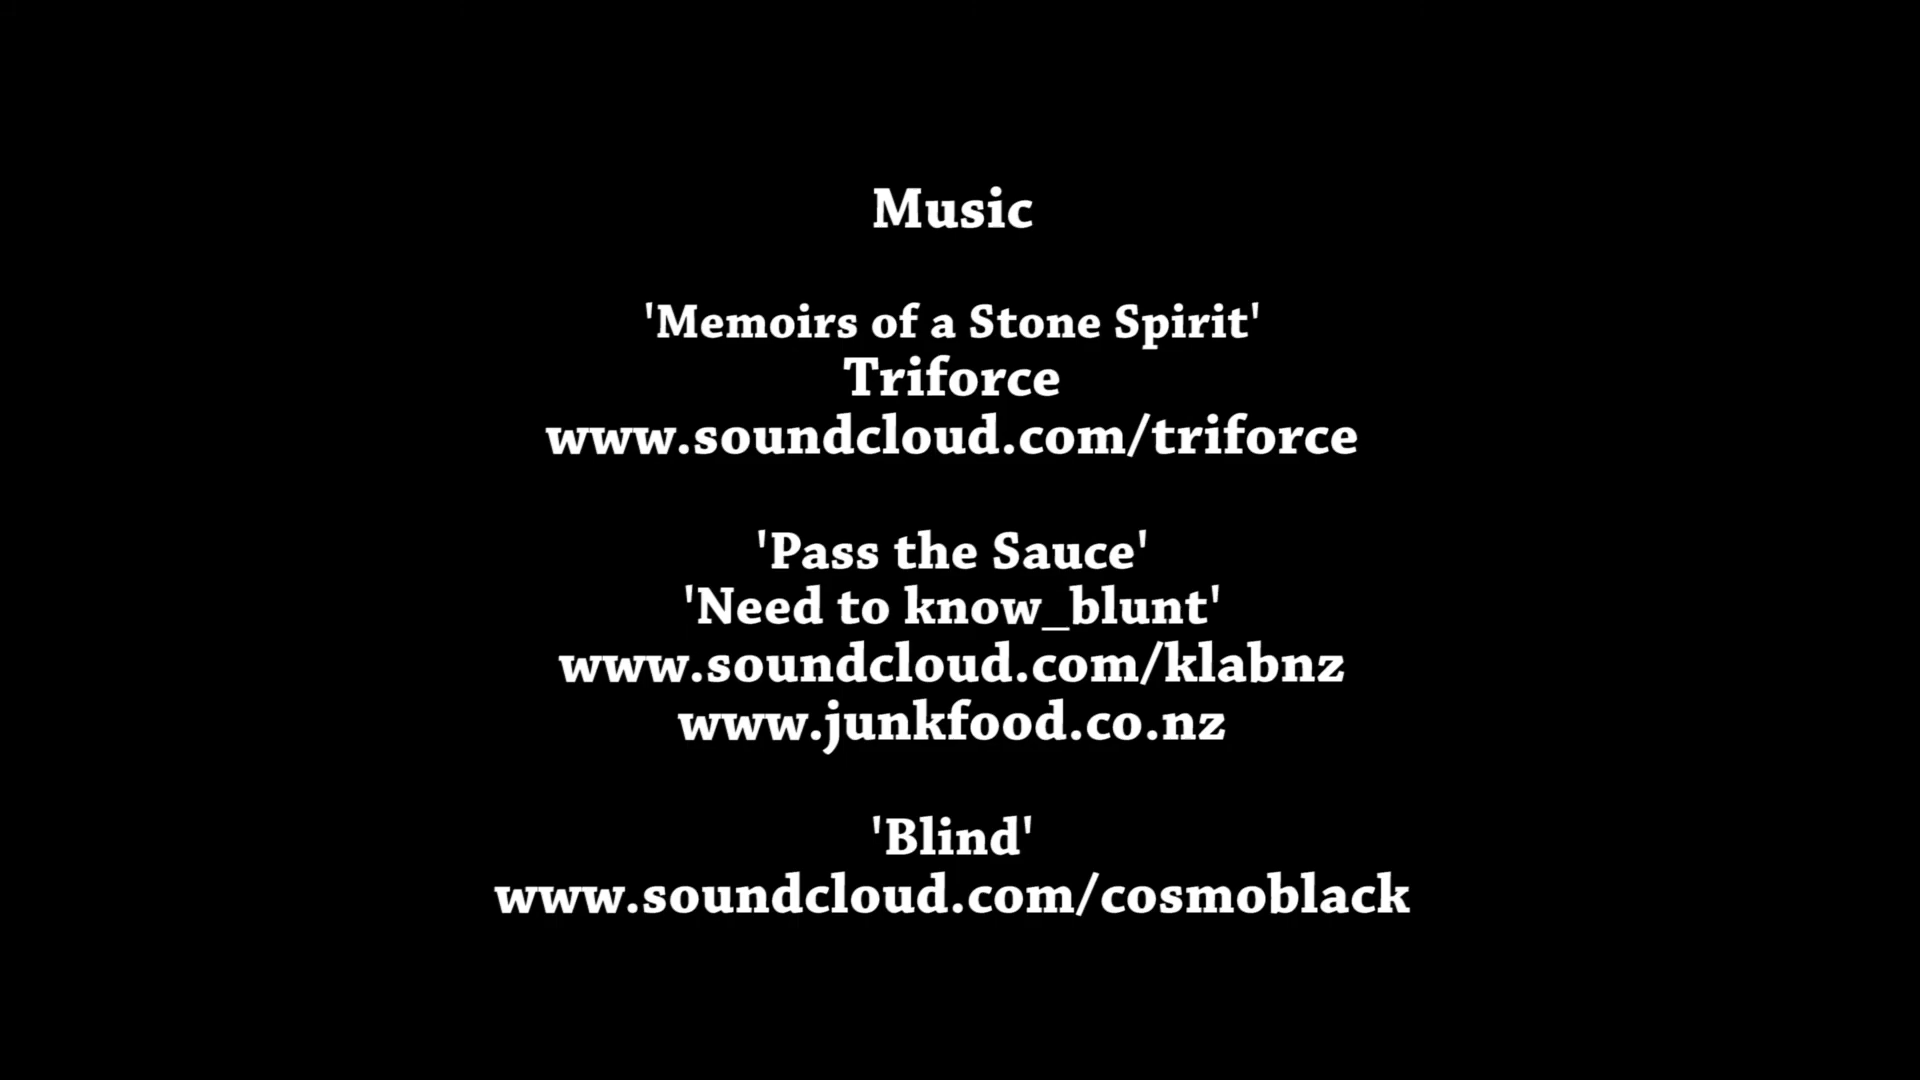 Music
'Memoirs of a Stone Spirit'
Triforce
www.soundcloud.com/triforce
'Pass the Sauce'
'Need to know_blunt'
www.soundcloud.com/klabnz
www.junkfood.co.nz
'Blind'
www.soundcloud.com/cosmoblack